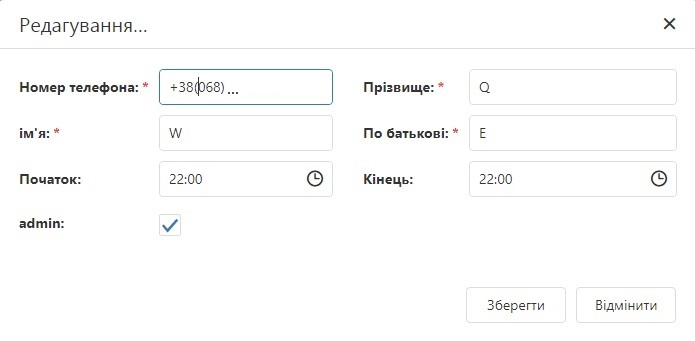 Редагування...
Номер телефона: * +38(068) ... Прізвище: * Q
ім'я: * W По батькові: * E
Початок: 22:00 Кінець: 22:00
admin:
Зберегти Відмінити